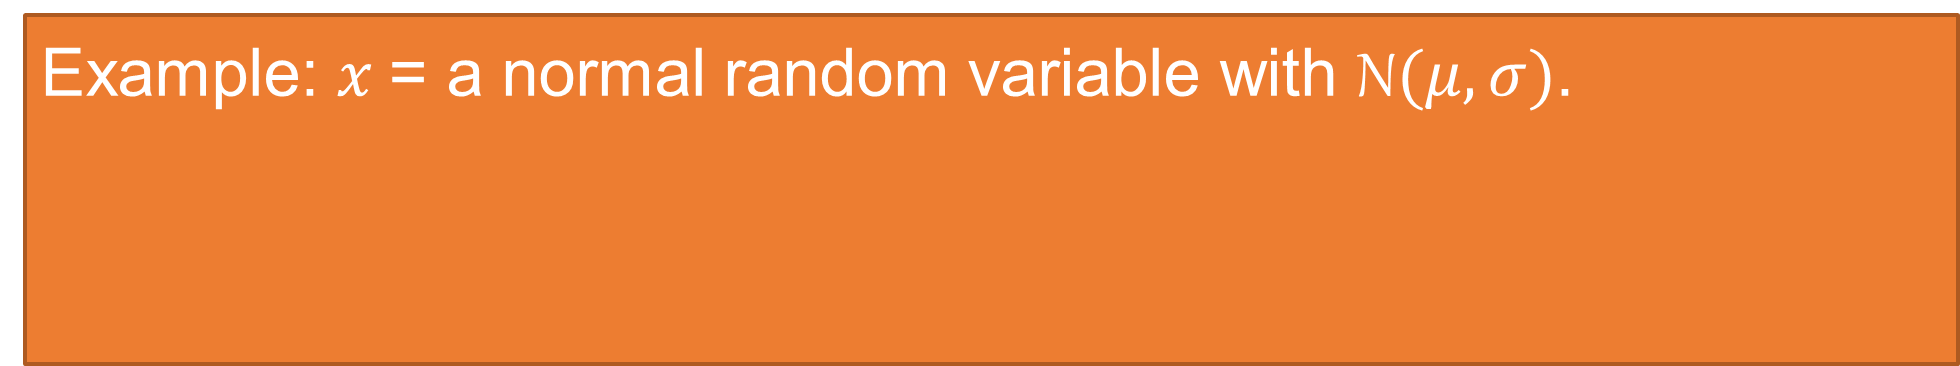 Example: 𝑥 = a normal random variable with N(𝜇, 𝜎).